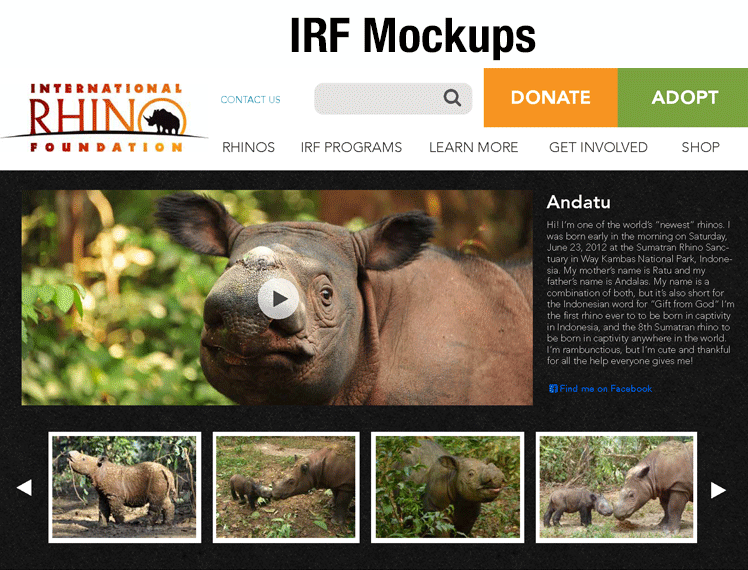 IRF Mockups
INTERNATIONAL
RHINO
FOUNDATION
CONTACT US
DONATE
ADOPT
RHINOS
IRF PROGRAMS
LEARN MORE
GET INVOLVED
SHOP
Andatu
Hi! I'm one of the world's "newest" rhinos. I
was born early in the morning on Saturday,
June 23, 2012 at the Sumatran Rhino Sanc-
tuary in Way Kambas National Park, Indone-
sia. My mother's name is Ratu and my
father's name is Andalas. My name is a
combination of both, but it's also short for
the Indonesian word for "Gift from God" I'm
the first rhino ever to to be born in captivity
in Indonesia, and the 8th Sumatran rhino to
be born in captivity anywhere in the world.
I'm rambunctious, but I'm cute and thankful
for all the help everyone gives me!
Find me on Facebook